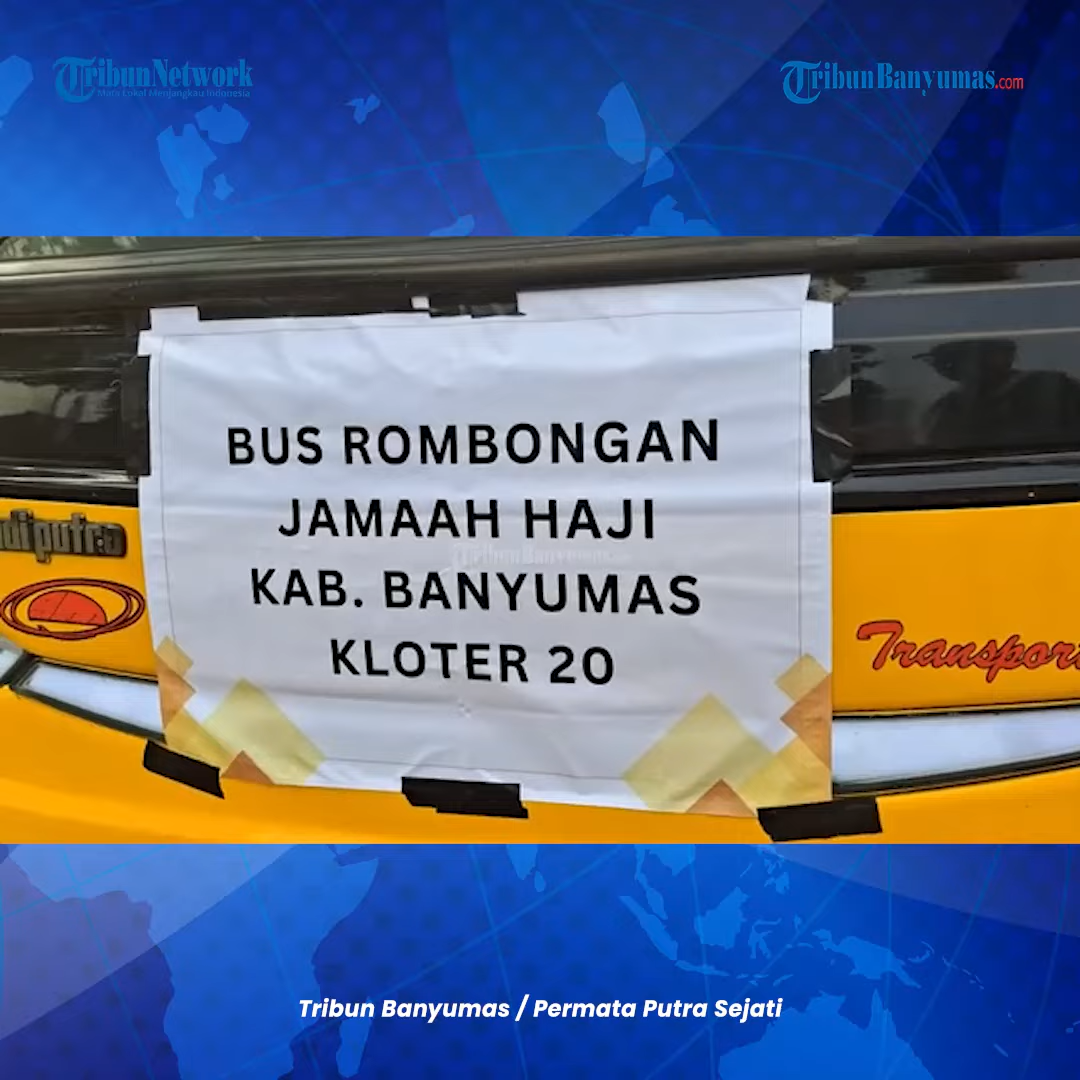 TribunNetwork
Mata Lokal Menjangkau Indonesia
TribunBanyumas.com
BUS ROMBONGAN
JAMAAH HAJI
KAB. BANYUMAS
KLOTER 20
Transport
Tribun Banyumas / Permata Putra Sejati